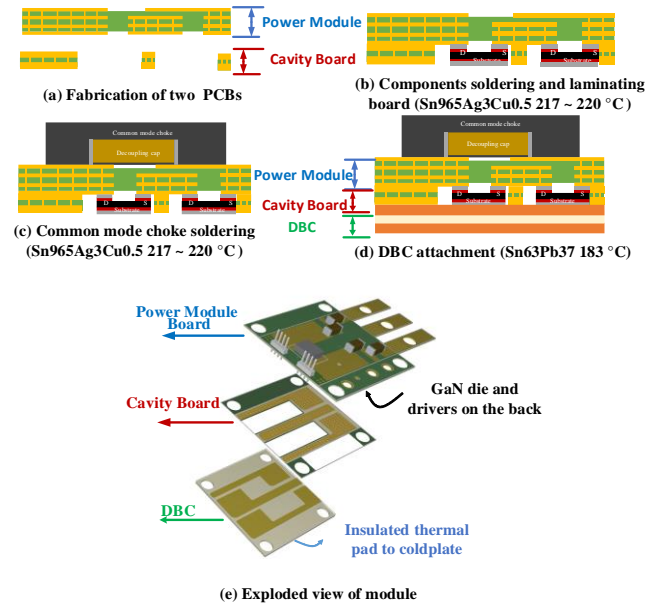 Power Module
Cavity Board
(a) Fabrication of two PCBs
D
S
Substrate
D
S
Substrate
(b) Components soldering and laminating
board (Sn965Ag3Cu0.5 217 ~ 220 °C)
Common mode choke
Decoupling cap
D
S
Substrate
D
S
Substrate
(c) Common mode choke soldering
(Sn965Ag3Cu0.5 217 ~ 220 °C)
Common mode choke
Decoupling cap
Power Module
Cavity Board
DBC
D
S
Substrate
D
S
Substrate
(d) DBC attachment (Sn63Pb37 183 °C)
Power Module
Board
GaN die and
drivers on the back
Cavity Board
DBC
Insulated thermal
pad to coldplate
(e) Exploded view of module